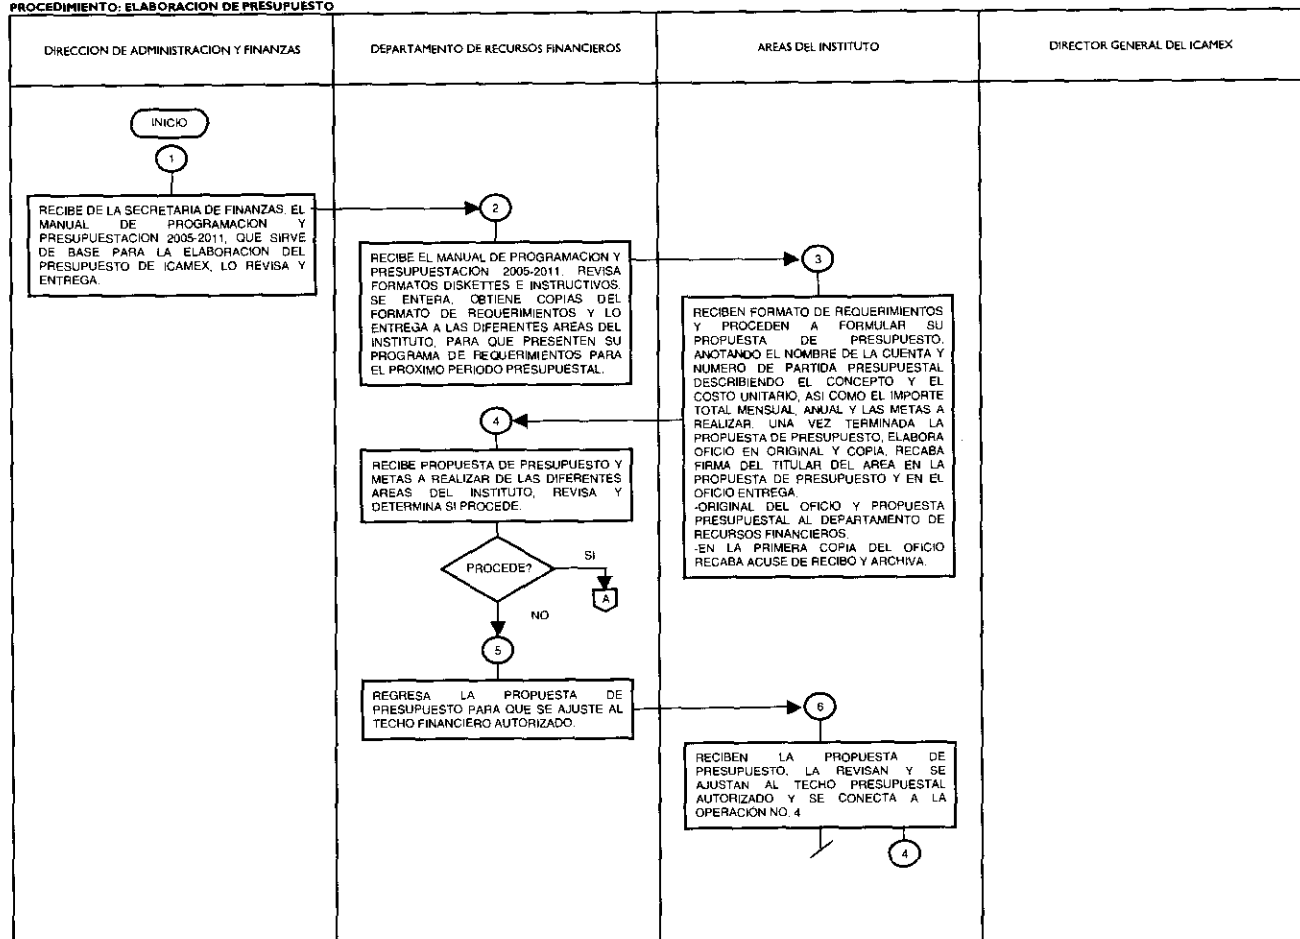 PROCEDIMIENTO: ELABORACION DE PRESUPUESTO
DIRECCION DE ADMINISTRACION Y FINANZAS
DEPARTAMENTO DE RECURSOS FINANCIEROS
AREAS DEL INSTITUTO
DIRECTOR GENERAL DEL ICAMEX
INICIO
1
RECIBE DE LA SECRETARIA DE FINANZAS, EL
MANUAL DE PROGRAMACION Y
PRESUPUESTACION 2005-2011, QUE SIRVE
DE BASE PARA LA ELABORACION DEL
PRESUPUESTO DE ICAMEX, LO REVISA Y
ENTREGA.
2
RECIBE EL MANUAL DE PROGRAMACION Y
PRESUPUESTACION 2005-2011, REVISA
FORMATOS DISKETTES E INSTRUCTIVOS.
SE ENTERA, OBTIENE COPIAS DEL
FORMATO DE REQUERIMIENTOS Y LO
ENTREGA A LAS DIFERENTES AREAS DEL
INSTITUTO, PARA QUE PRESENTEN SU
PROGRAMA DE REQUERIMIENTOS PARA
EL PROXIMO PERIODO PRESUPUESTAL.
3
RECIBEN FORMATO DE REQUERIMIENTOS
Y PROCEDEN A FORMULAR SU
PROPUESTA DE PRESUPUESTO,
ANOTANDO EL NOMBRE DE LA CUENTA Y
NUMERO DE PARTIDA PRESUPUESTAL
DESCRIBIENDO EL CONCEPTO Y EL
COSTO UNITARIO, ASI COMO EL IMPORTE
TOTAL MENSUAL, ANUAL Y LAS METAS A
REALIZAR. UNA VEZ TERMINADA LA
PROPUESTA DE PRESUPUESTO, ELABORA
OFICIO EN ORIGINAL Y COPIA, RECABA
FIRMA DEL TITULAR DEL AREA EN LA
PROPUESTA DE PRESUPUESTO Y EN EL
OFICIO ENTREGA.
-ORIGINAL DEL OFICIO Y PROPUESTA
PRESUPUESTAL AL DEPARTAMENTO DE
RECURSOS FINANCIEROS.
-EN LA PRIMERA COPIA DEL OFICIO
RECABA ACUSE DE RECIBO Y ARCHIVA.
4
RECIBE PROPUESTA DE PRESUPUESTO Y
METAS A REALIZAR DE LAS DIFERENTES
AREAS DEL INSTITUTO, REVISA Y
DETERMINA SI PROCEDE.
PROCEDE?
SI
A
NO
5
REGRESA LA PROPUESTA DE
PRESUPUESTO PARA QUE SE AJUSTE AL
TECHO FINANCIERO AUTORIZADO.
6
RECIBEN LA PROPUESTA DE
PRESUPUESTO, LA REVISAN Y SE
AJUSTAN AL TECHO PRESUPUESTAL
AUTORIZADO Y SE CONECTA A LA
OPERACIÓN NO. 4
4